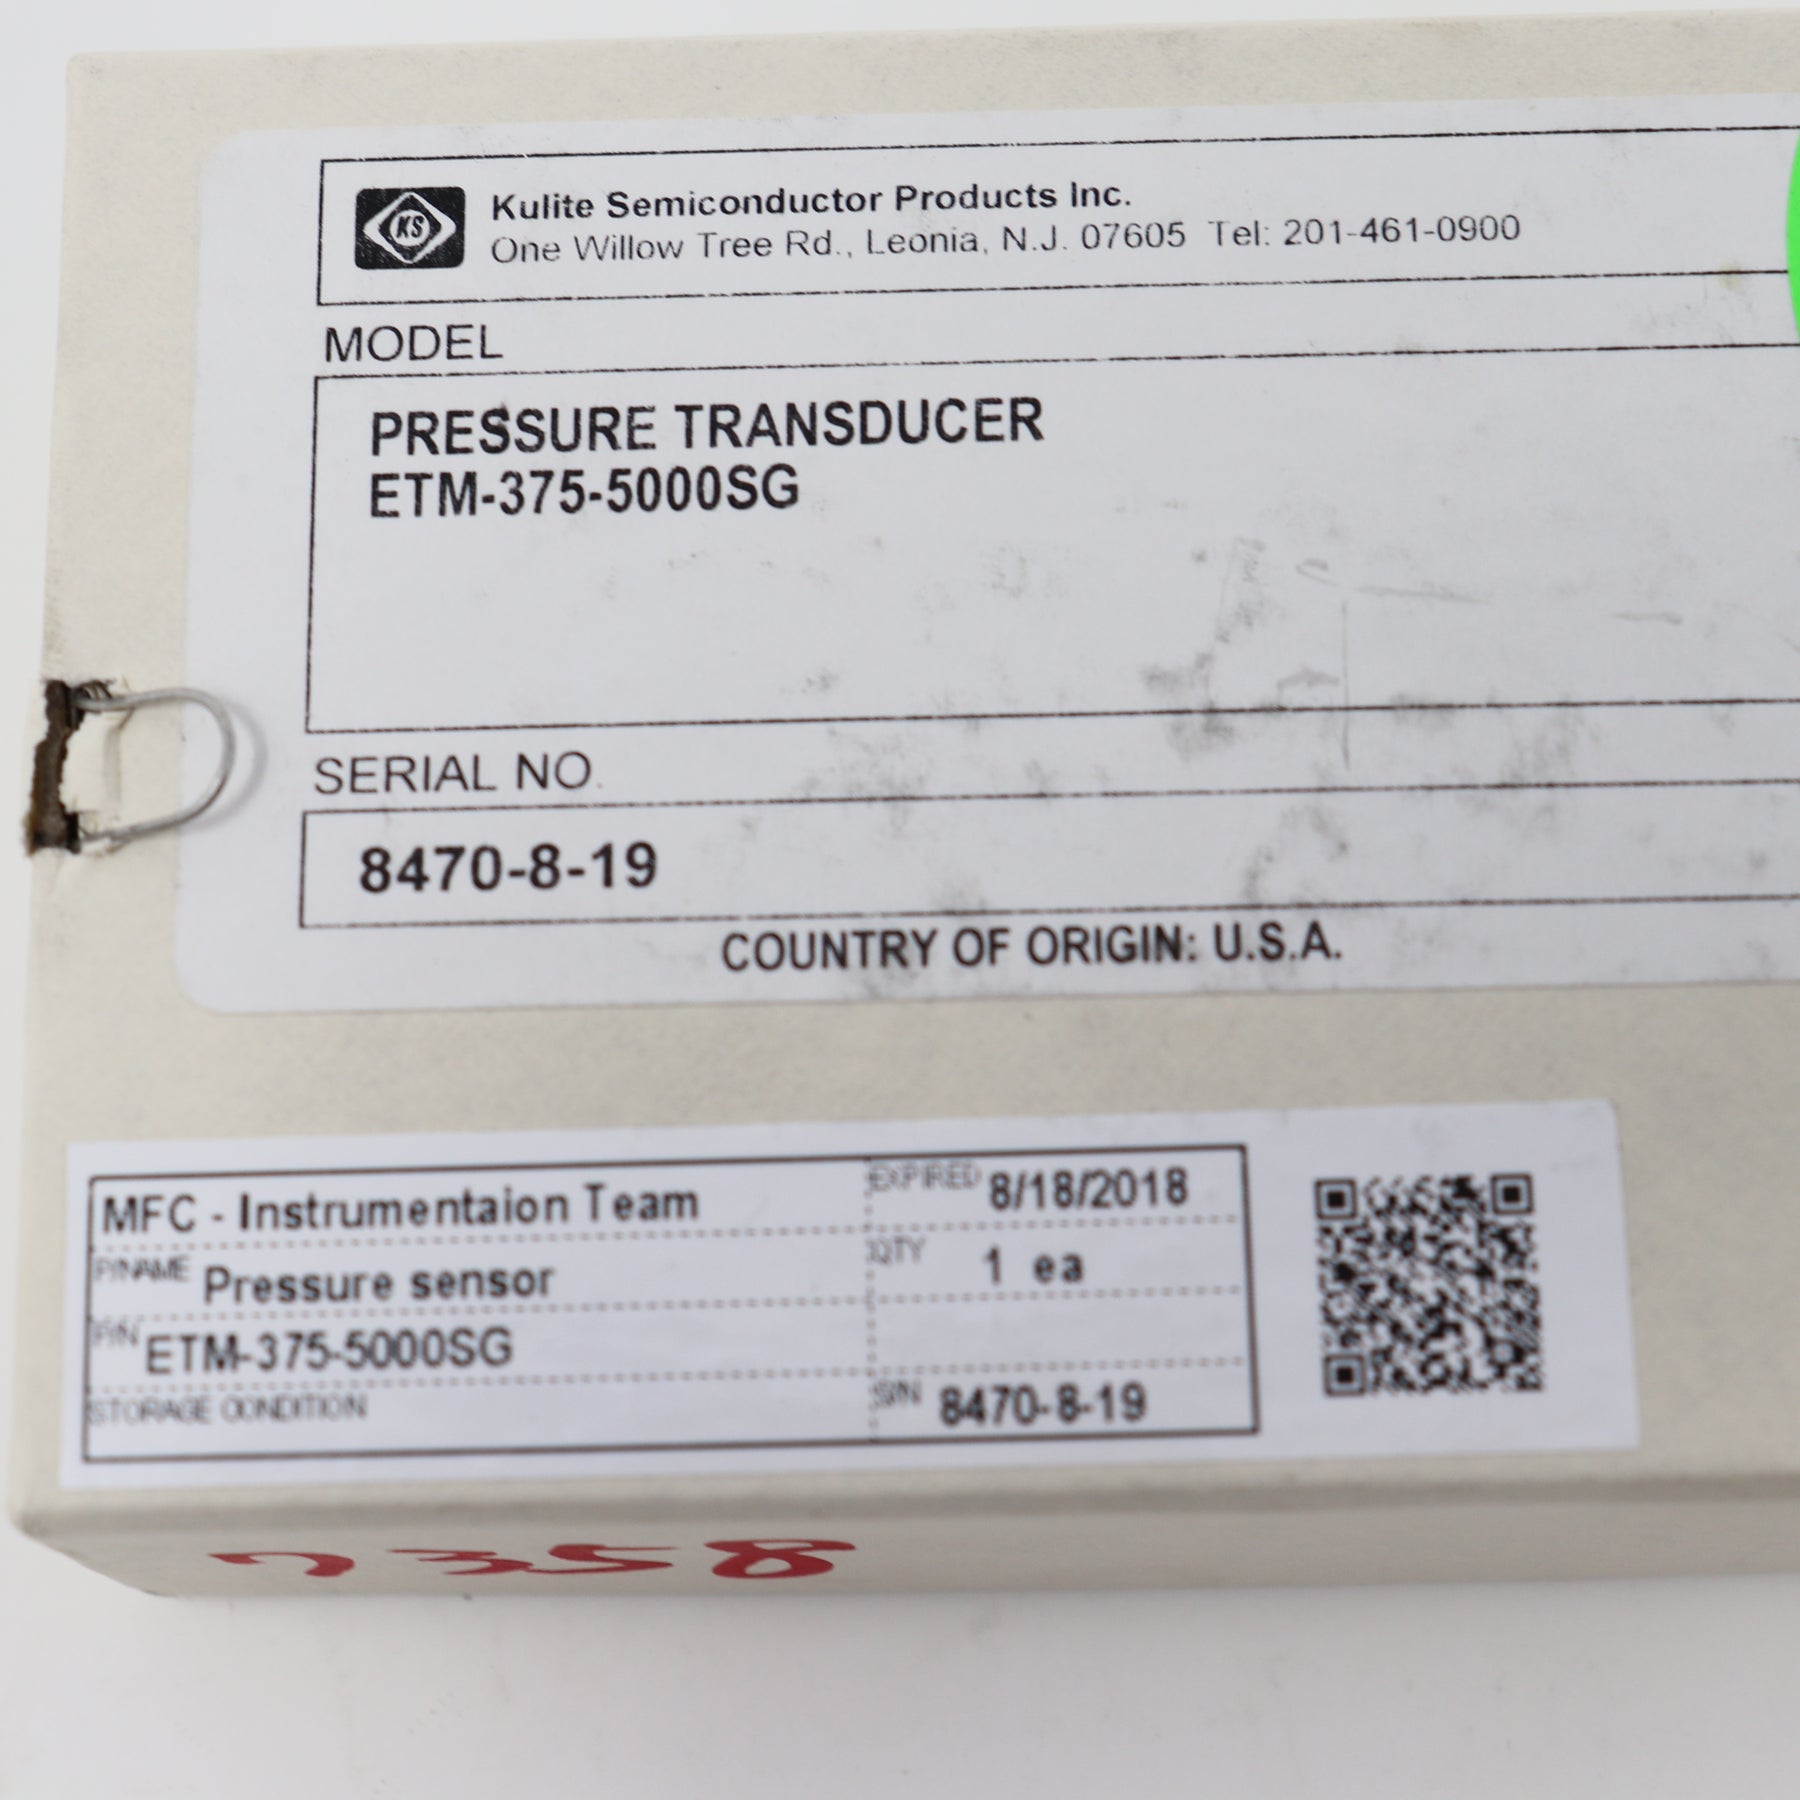 KS
Kulite Semiconductor Products Inc.
One Willow Tree Rd., Leonia, N.J. 07605 Tel: 201-461-0900
MODEL
PRESSURE TRANSDUCER
ETM-375-5000SG
SERIAL NO.
8470-8-19
COUNTRY OF ORIGIN: U.S.A.
MFC - Instrumentaion Team EXPIRED 8/18/2018
P/NAME Pressure sensor QTY 1 ea
P/N ETM-375-5000SG
STORAGE CONDITION S/N 8470-8-19
7358